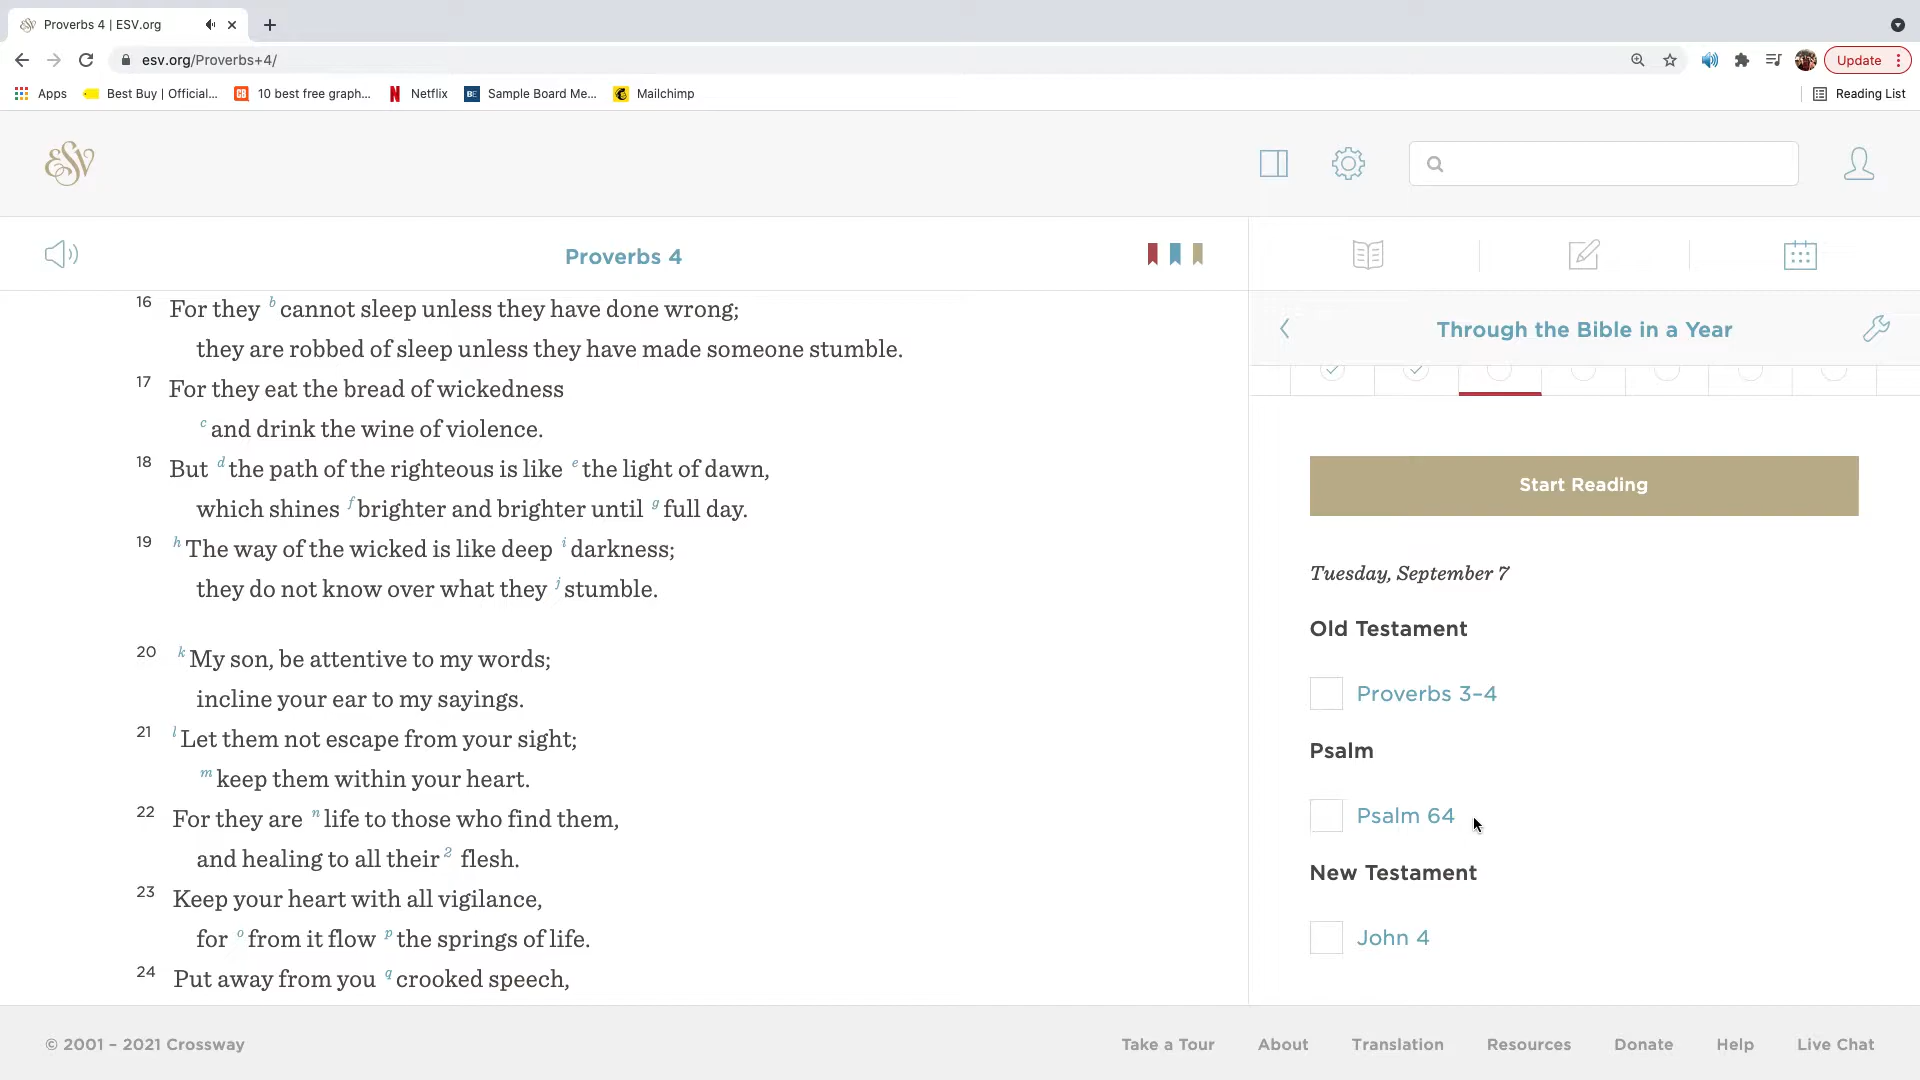 Proverbs 4 | ESV.org
esv.org/Proverbs+4/
Update
Apps
Best Buy | Official...
10 best free graph...
Netflix
Sample Board Me...
Mailchimp
Reading List
ESV
Proverbs 4
16 For they b cannot sleep unless they have done wrong;
they are robbed of sleep unless they have made someone stumble.
17 For they eat the bread of wickedness
c and drink the wine of violence.
18 But d the path of the righteous is like e the light of dawn,
which shines f brighter and brighter until g full day.
19 h The way of the wicked is like deep i darkness;
they do not know over what they j stumble.
20 k My son, be attentive to my words;
incline your ear to my sayings.
21 l Let them not escape from your sight;
m keep them within your heart.
22 For they are n life to those who find them,
and healing to all their 2 flesh.
23 Keep your heart with all vigilance,
for o from it flow p the springs of life.
24 Put away from you q crooked speech,
Through the Bible in a Year
Start Reading
Tuesday, September 7
Old Testament
Proverbs 3–4
Psalm
Psalm 64
New Testament
John 4
© 2001 – 2021 Crossway
Take a Tour
About
Translation
Resources
Donate
Help
Live Chat